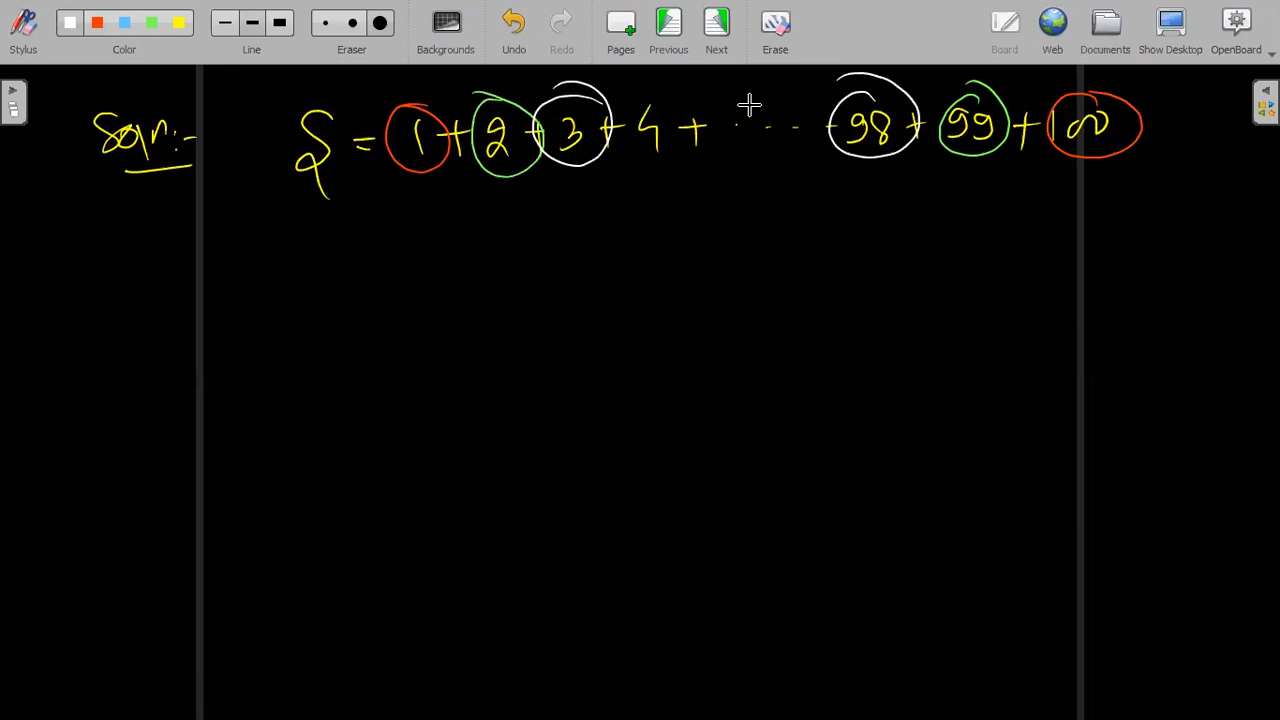 Stylus Color Line Eraser Backgrounds Undo Redo Pages Previous Next Erase Board Web Documents Show Desktop OpenBoard
Soln:- S = 1 + 2 + 3 + 4 + ... + 98 + 99 + 100